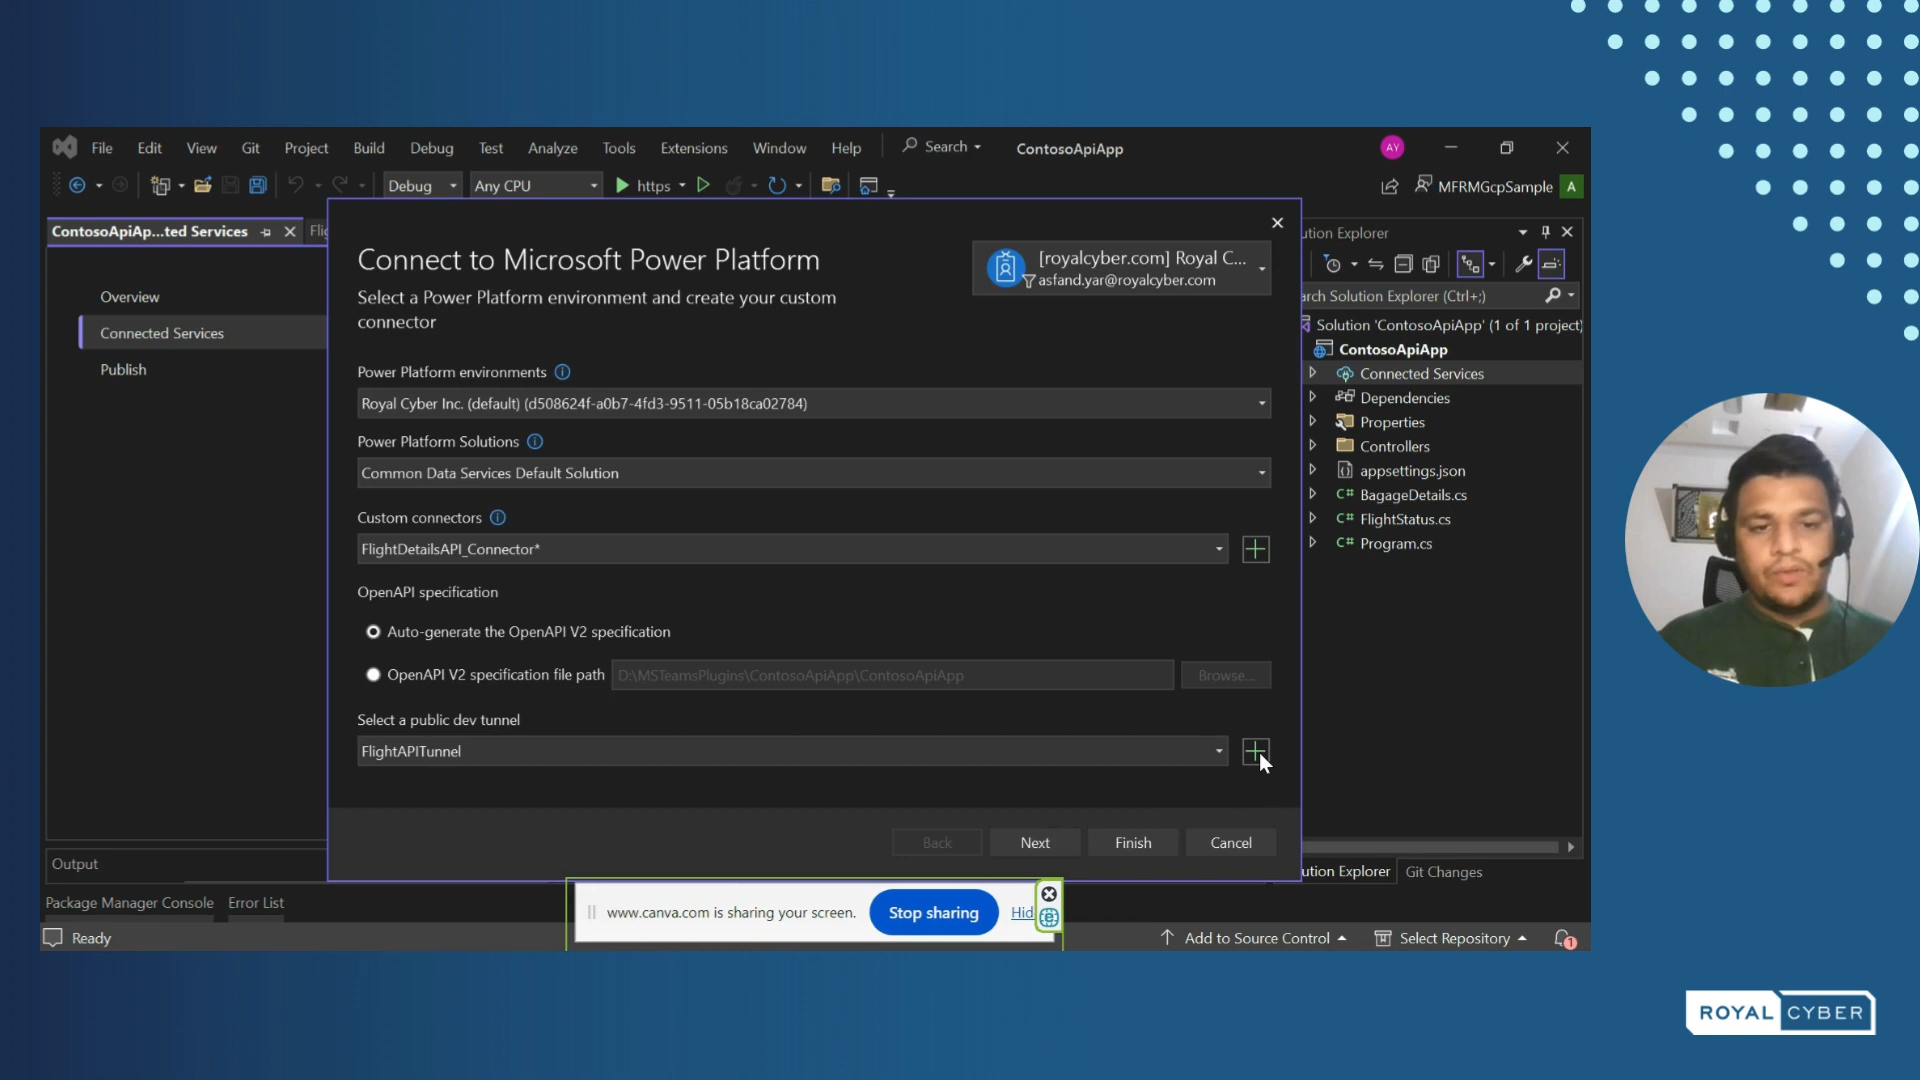 File Edit View Git Project Build Debug Test Analyze Tools Extensions Window Help Search ContosoApiApp AY
Debug Any CPU https MFRMGcpSample A
ContosoApiAp...ted Services Flig
Overview
Connected Services
Publish
Connect to Microsoft Power Platform
Select a Power Platform environment and create your custom
connector
[royalcyber.com] Royal C...
asfand.yar@royalcyber.com
Power Platform environments
Royal Cyber Inc. (default) (d508624f-a0b7-4fd3-9511-05b18ca02784)
Power Platform Solutions
Common Data Services Default Solution
Custom connectors
FlightDetailsAPI_Connector*
OpenAPI specification
Auto-generate the OpenAPI V2 specification
OpenAPI V2 specification file path D:\MSTeamsPlugins\ContosoApiApp\ContosoApiApp Browse...
Select a public dev tunnel
FlightAPITunnel
Back Next Finish Cancel
ution Explorer
arch Solution Explorer (Ctrl+;)
Solution 'ContosoApiApp' (1 of 1 project)
ContosoApiApp
Connected Services
Dependencies
Properties
Controllers
appsettings.json
C# BagageDetails.cs
C# FlightStatus.cs
C# Program.cs
ution Explorer Git Changes
Output
Package Manager Console Error List
www.canva.com is sharing your screen. Stop sharing Hid
Ready Add to Source Control Select Repository 1
ROYAL CYBER